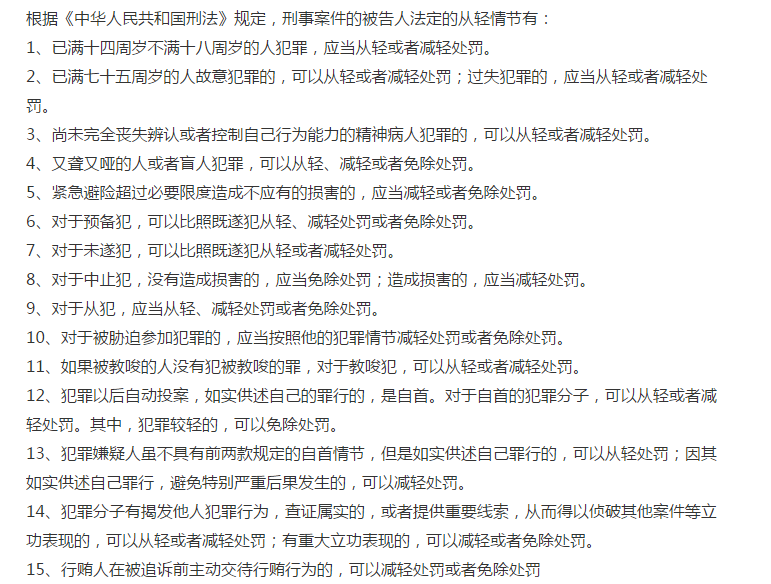 根据《中华人民共和国刑法》规定，刑事案件的被告人法定的从轻情节有：
1、已满十四周岁不满十八周岁的人犯罪，应当从轻或者减轻处罚。
2、已满七十五周岁的人故意犯罪的，可以从轻或者减轻处罚；过失犯罪的，应当从轻或者减轻处
罚。
3、尚未完全丧失辨认或者控制自己行为能力的精神病人犯罪的，可以从轻或者减轻处罚。
4、又聋又哑的人或者盲人犯罪，可以从轻、减轻或者免除处罚。
5、紧急避险超过必要限度造成不应有的损害的，应当减轻或者免除处罚。
6、对于预备犯，可以比照既遂犯从轻、减轻处罚或者免除处罚。
7、对于未遂犯，可以比照既遂犯从轻或者减轻处罚。
8、对于中止犯，没有造成损害的，应当免除处罚；造成损害的，应当减轻处罚。
9、对于从犯，应当从轻、减轻处罚或者免除处罚。
10、对于被胁迫参加犯罪的，应当按照他的犯罪情节减轻处罚或者免除处罚。
11、如果被教唆的人没有犯被教唆的罪，对于教唆犯，可以从轻或者减轻处罚。
12、犯罪以后自动投案，如实供述自己的罪行的，是自首。对于自首的犯罪分子，可以从轻或者减
轻处罚。其中，犯罪较轻的，可以免除处罚。
13、犯罪嫌疑人虽不具有前两款规定的自首情节，但是如实供述自己罪行的，可以从轻处罚；因其
如实供述自己罪行，避免特别严重后果发生的，可以减轻处罚。
14、犯罪分子有揭发他人犯罪行为，查证属实的，或者提供重要线索，从而得以侦破其他案件等立
功表现的，可以从轻或者减轻处罚；有重大立功表现的，可以减轻或者免除处罚。
15、行贿人在被追诉前主动交待行贿行为的，可以减轻处罚或者免除处罚